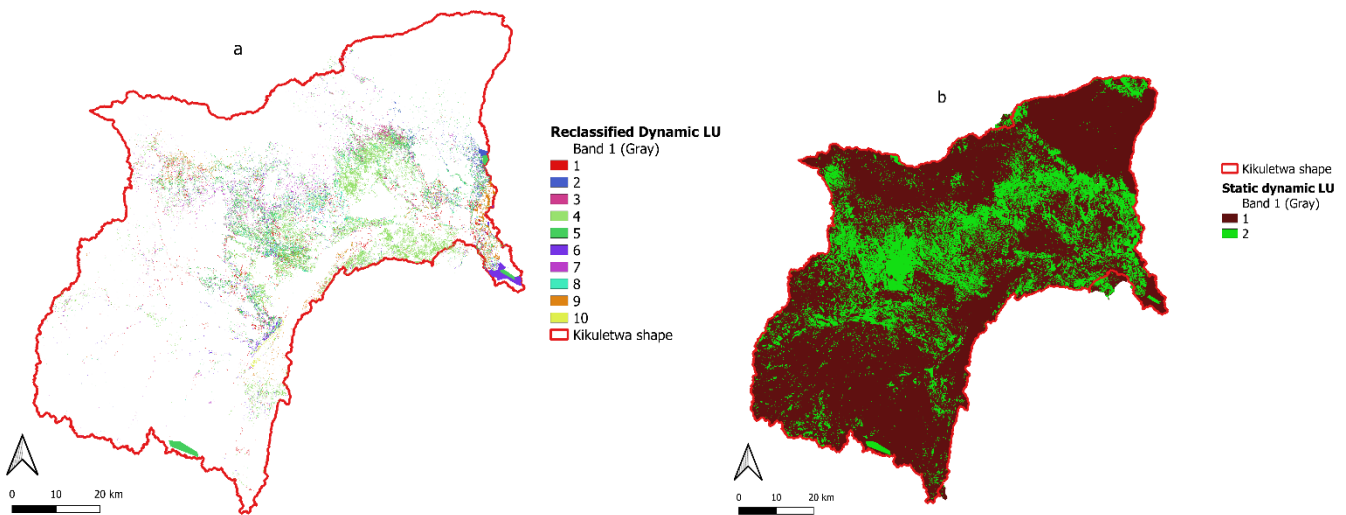 a
Reclassified Dynamic LU
Band 1 (Gray)
1
2
3
4
5
6
7
8
9
10
Kikuletwa shape
0 10 20 km
b
Kikuletwa shape
Static dynamic LU
Band 1 (Gray)
1
2
0 10 20 km